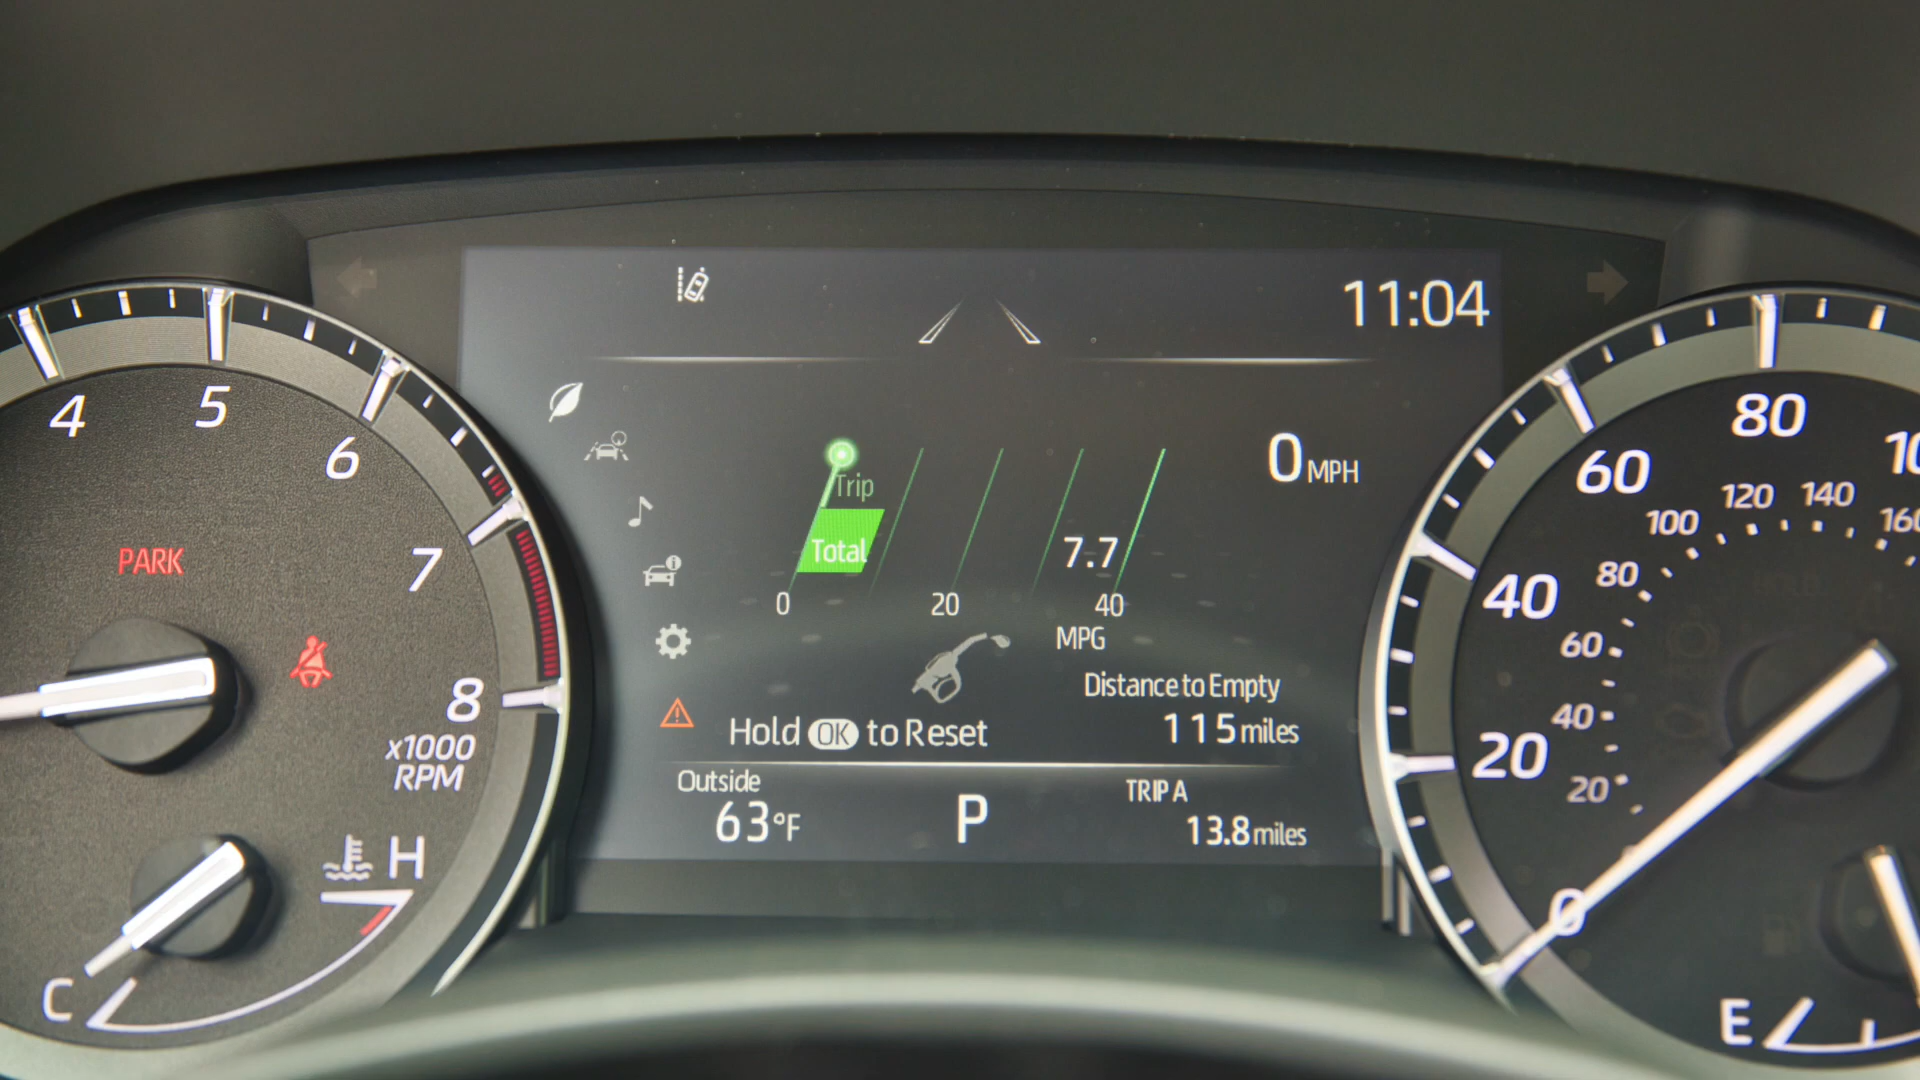 11:04
4
5
6
7
8
x1000
RPM
PARK
H
C
Trip
Total
0
20
40
7.7
MPG
0 MPH
Distance to Empty
115 miles
Hold OK to Reset
Outside
63°F
P
TRIP A
13.8 miles
80
60
40
20
0
120
140
100
80
60
40
20
E